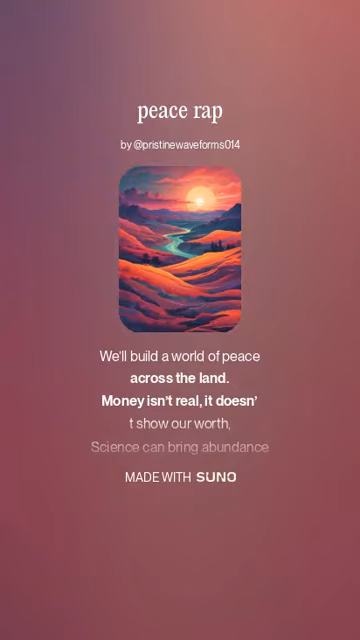 peace rap
by @pristinewaveforms014
We'll build a world of peace
across the land.
Money isn't real, it doesn'
t show our worth,
Science can bring abundance
MADE WITH SUNO